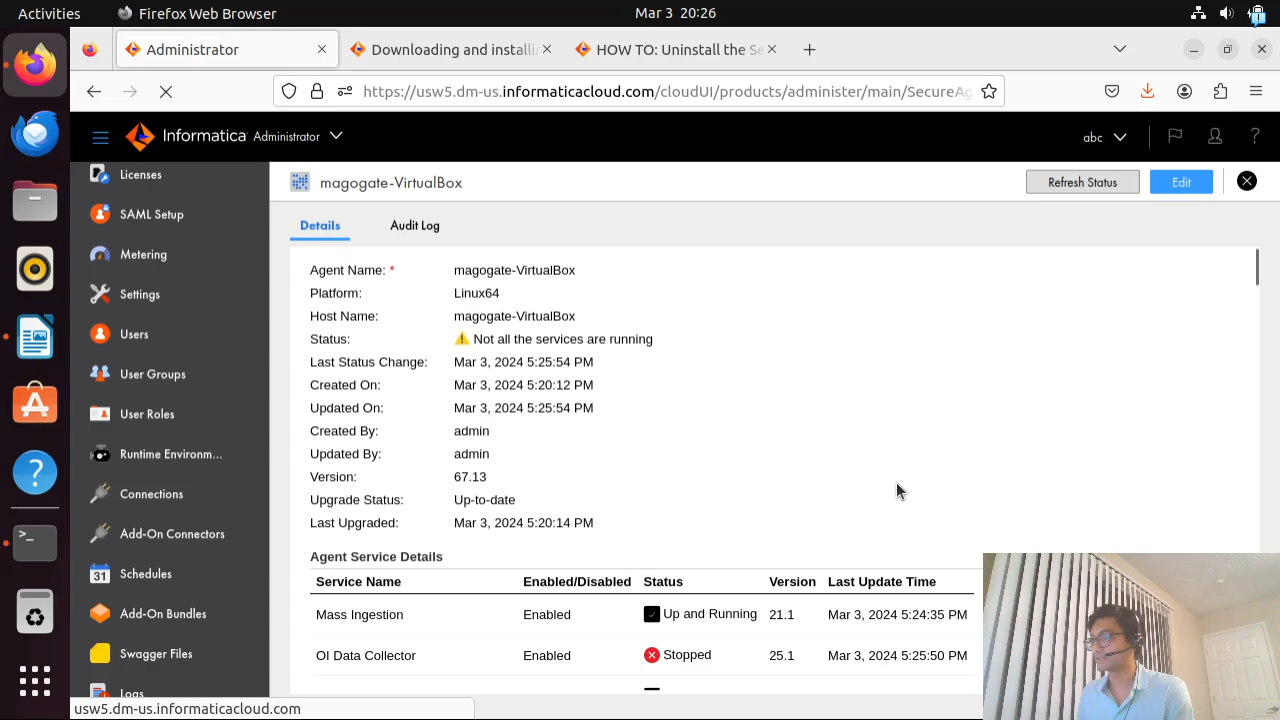 Activities Firefox Web Browser Mar 3 20:26
Administrator Downloading and installi HOW TO: Uninstall the Se
https://usw5.dm-us.informaticacloud.com/cloudUI/products/administer/main/SecureAg
Informatica Administrator abc ?
Licenses
SAML Setup
Metering
Settings
Users
User Groups
User Roles
Runtime Environm...
Connections
Add-On Connectors
31 Schedules
Add-On Bundles
Swagger Files
Logs
magogate-VirtualBox Refresh Status Edit
Details Audit Log
Agent Name: * magogate-VirtualBox
Platform: Linux64
Host Name: magogate-VirtualBox
Status: Not all the services are running
Last Status Change: Mar 3, 2024 5:25:54 PM
Created On: Mar 3, 2024 5:20:12 PM
Updated On: Mar 3, 2024 5:25:54 PM
Created By: admin
Updated By: admin
Version: 67.13
Upgrade Status: Up-to-date
Last Upgraded: Mar 3, 2024 5:20:14 PM
Agent Service Details
Service Name Enabled/Disabled Status Version Last Update Time
Mass Ingestion Enabled Up and Running 21.1 Mar 3, 2024 5:24:35 PM
OI Data Collector Enabled Stopped 25.1 Mar 3, 2024 5:25:50 PM
usw5.dm-us.informaticacloud.com